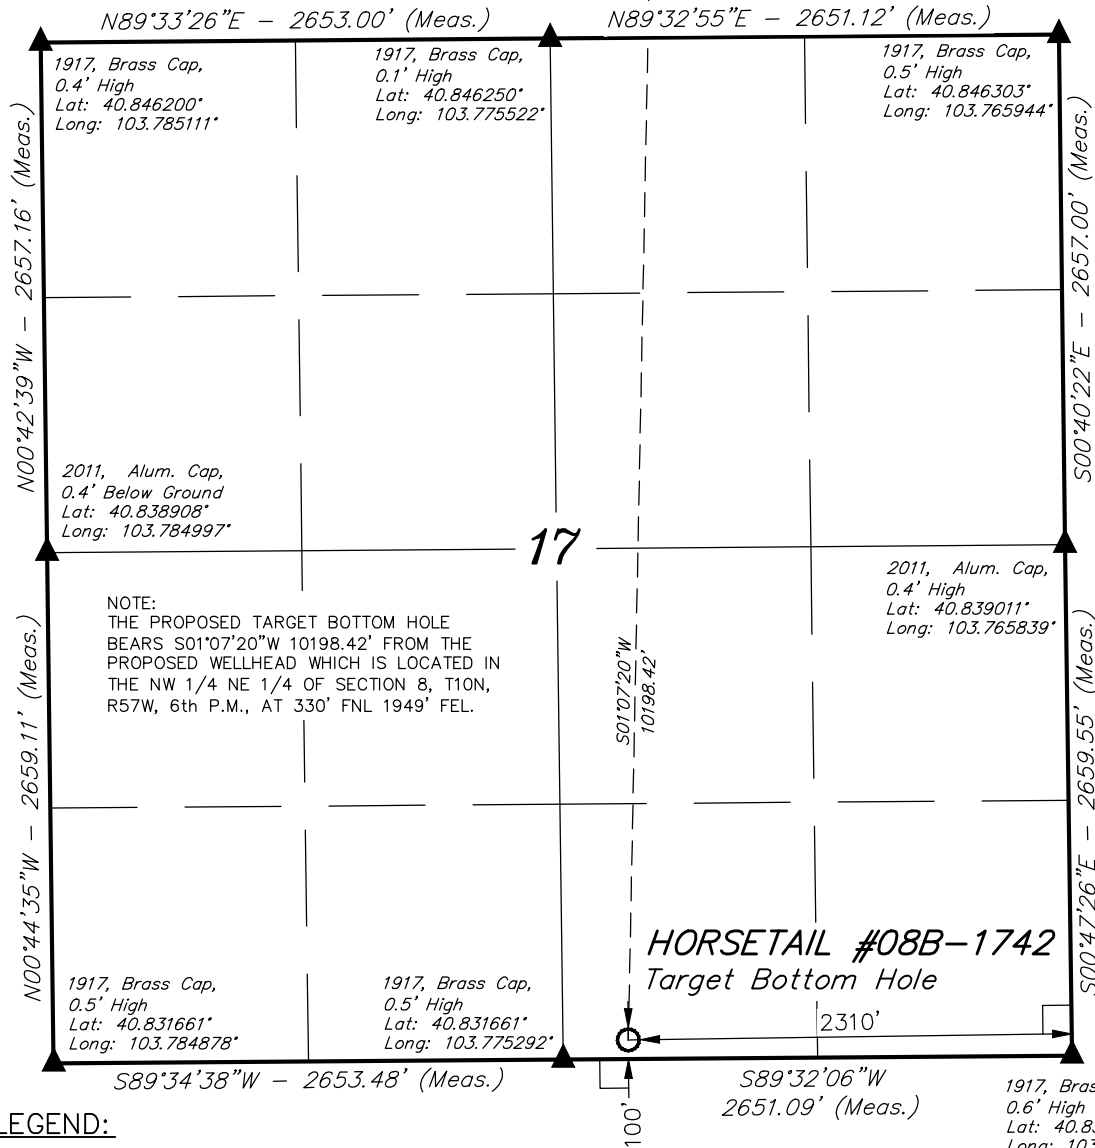 N89°33'26"E - 2653.00' (Meas.)
N89°32'55"E - 2651.12' (Meas.)
1917, Brass Cap,
0.4' High
Lat: 40.846200°
Long: 103.785111°
1917, Brass Cap,
0.1' High
Lat: 40.846250°
Long: 103.775522°
1917, Brass Cap,
0.5' High
Lat: 40.846303°
Long: 103.765944°
N00°42'39"W - 2657.16' (Meas.)
S00°40'22"E - 2657.00' (Meas.)
2011, Alum. Cap,
0.4' Below Ground
Lat: 40.838908°
Long: 103.784997°
17
2011, Alum. Cap,
0.4' High
Lat: 40.839011°
Long: 103.765839°
NOTE:
THE PROPOSED TARGET BOTTOM HOLE
BEARS S01°07'20"W 10198.42' FROM THE
PROPOSED WELLHEAD WHICH IS LOCATED IN
THE NW 1/4 NE 1/4 OF SECTION 8, T10N,
R57W, 6th P.M., AT 330' FNL 1949' FEL.
S01°07'20"W
10198.42'
N00°44'35"W - 2659.11' (Meas.)
S00°47'26"E - 2659.55' (Meas.)
HORSETAIL #08B-1742
Target Bottom Hole
1917, Brass Cap,
0.5' High
Lat: 40.831661°
Long: 103.784878°
1917, Brass Cap,
0.5' High
Lat: 40.831661°
Long: 103.775292°
2310'
S89°34'38"W - 2653.48' (Meas.)
S89°32'06"W
2651.09' (Meas.)
100'
1917, Bras
0.6' High
Lat: 40.83
Long: 103
LEGEND: